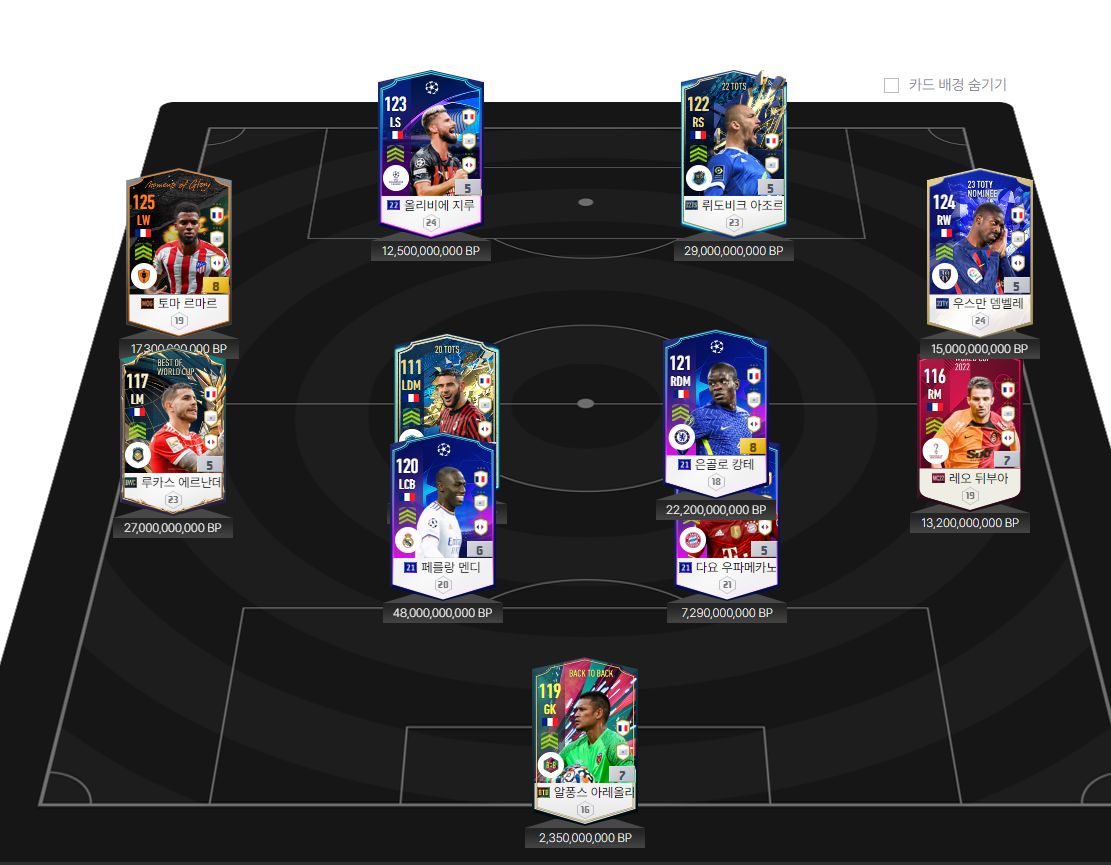 카드 배경 숨기기
123
LS
5
22 올리비에 지루
24
12,500,000,000 BP
22 TOTS
122
RS
5
22TS 뤼도비크 아조르
23
29,000,000,000 BP
Moments of Glory
125
LW
8
MOG 토마 르마르
19
17,300,000,000 BP
23 TOTY
NOMINEE
124
RW
5
23TY 우스만 뎀벨레
24
15,000,000,000 BP
BEST OF
WORLD CUP
117
LM
5
BWC 루카스 에르난데
23
27,000,000,000 BP
20 TOTS
111
LDM
121
RDM
8
21 은골로 캉테
18
22,200,000,000 BP
WORLD CUP
2022
116
RM
7
WC22 레오 뒤부아
19
13,200,000,000 BP
120
LCB
6
21 페를랑 멘디
20
48,000,000,000 BP
5
21 다요 우파메카노
21
7,290,000,000 BP
BACK TO BACK
119
GK
7
BTB 알퐁스 아레올라
16
2,350,000,000 BP